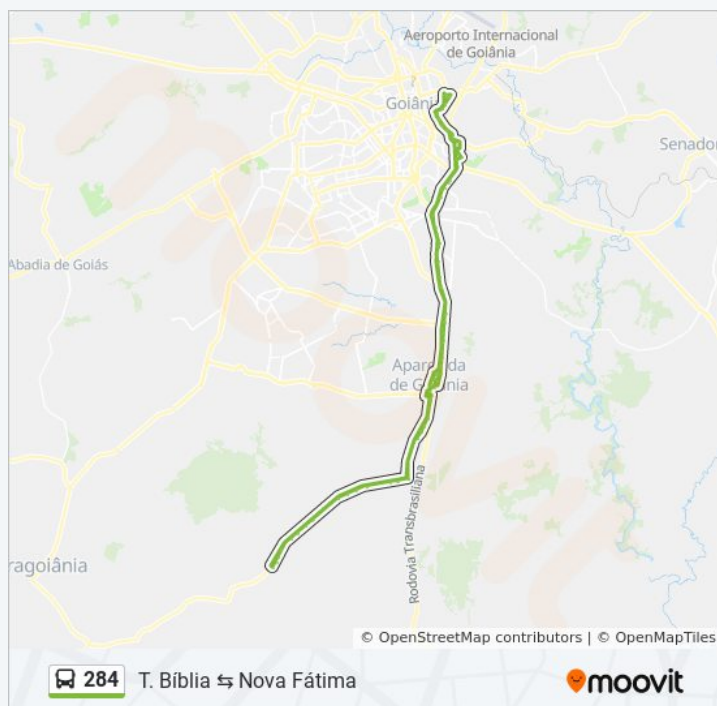 Aeroporto Internacional
de Goiânia
Goiânia
Senador
Abadia de Goiás
Aparecida
de Goiânia
Rodovia Transbrasiliana
ragoiânia
© OpenStreetMap contributors | © OpenMapTiles
284 T. Bíblia ⇆ Nova Fátima
moovit